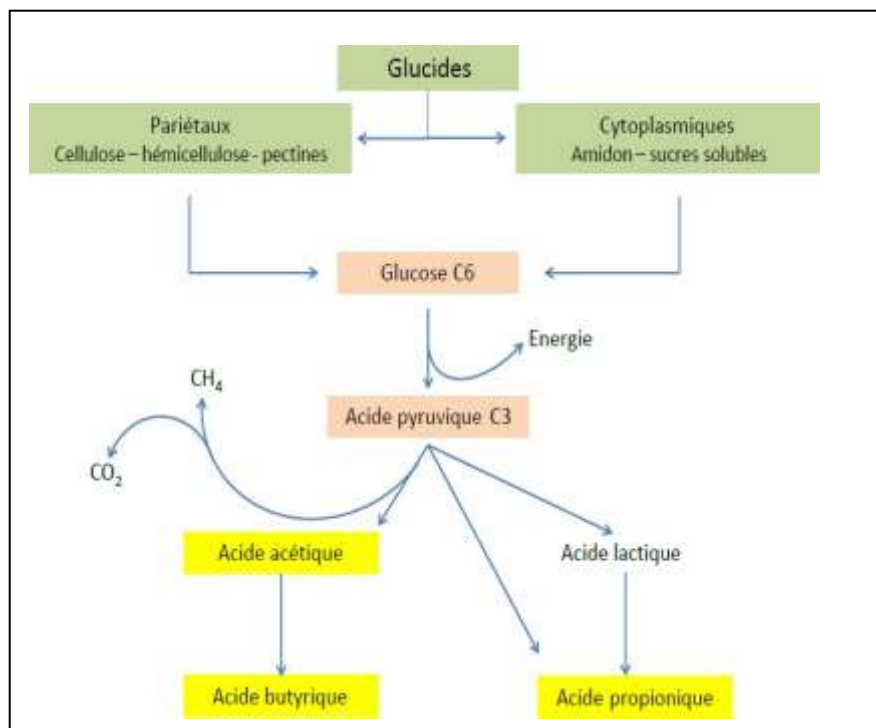 Glucides
Pariétaux
Cellulose – hémicellulose - pectines
Cytoplasmiques
Amidon – sucres solubles
Glucose C6
Energie
CH₄
Acide pyruvique C3
CO₂
Acide acétique
Acide lactique
Acide butyrique
Acide propionique